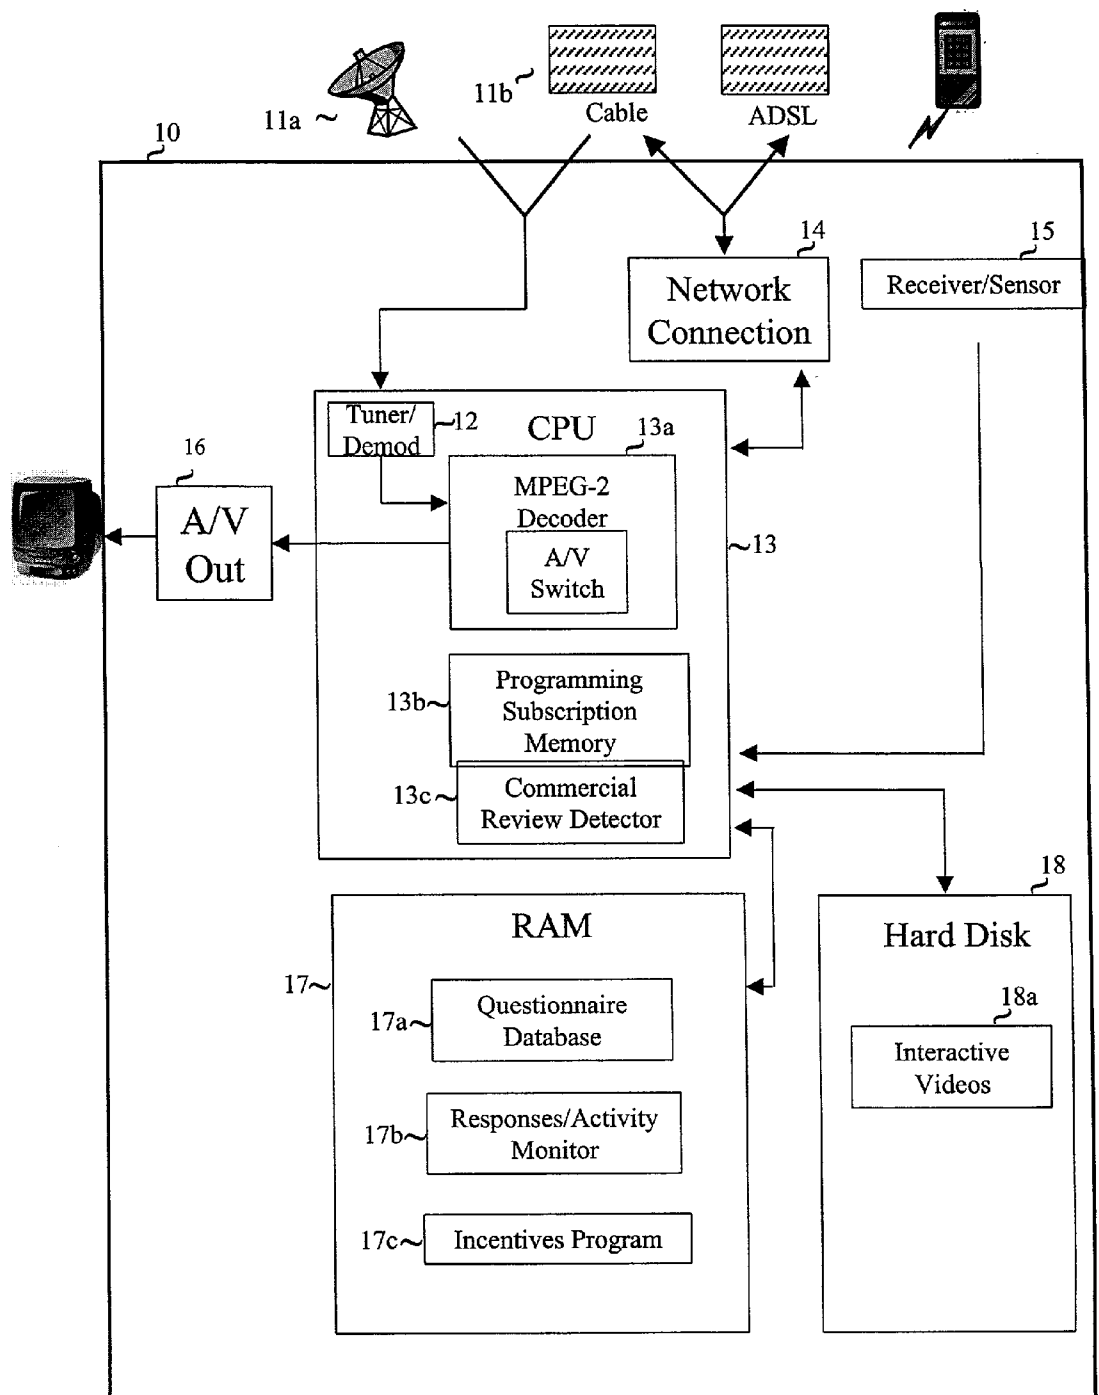 11a
11b
Cable
ADSL
10
14
Network
Connection
15
Receiver/Sensor
Tuner/
Demod
12
CPU
13a
MPEG-2
Decoder
A/V
Switch
13
16
A/V
Out
13b
Programming
Subscription
Memory
13c
Commercial
Review Detector
RAM
17
17a
Questionnaire
Database
17b
Responses/Activity
Monitor
17c
Incentives Program
18
Hard Disk
18a
Interactive
Videos